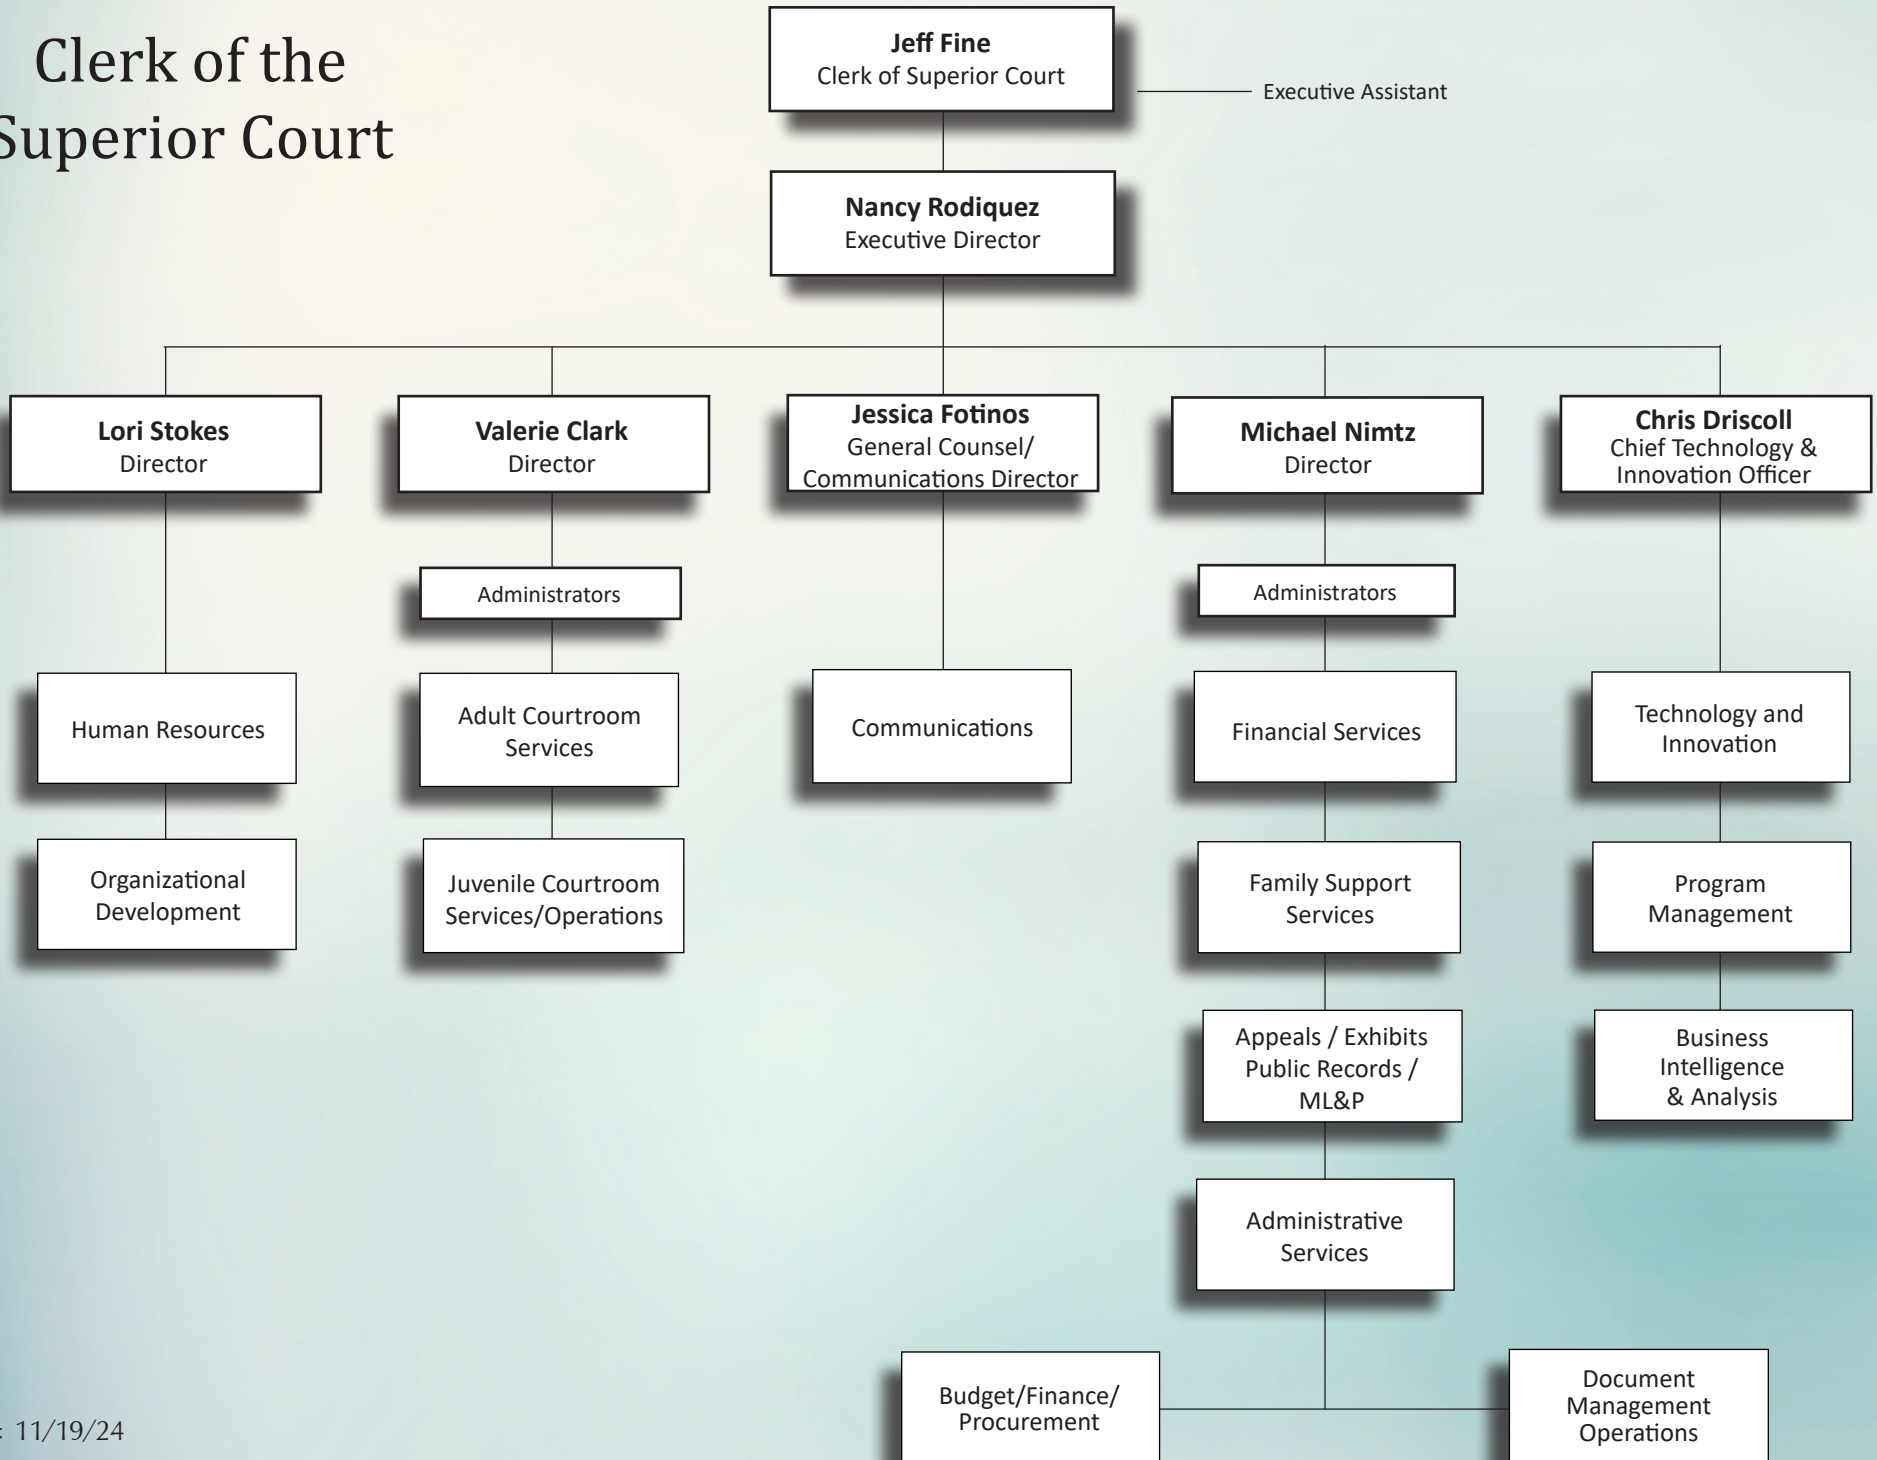 Clerk of the
Superior Court
Jeff Fine
Clerk of Superior Court
Executive Assistant
Nancy Rodiquez
Executive Director
Lori Stokes
Director
Valerie Clark
Director
Jessica Fotinos
General Counsel/
Communications Director
Michael Nimtz
Director
Chris Driscoll
Chief Technology &
Innovation Officer
Administrators
Administrators
Human Resources
Adult Courtroom
Services
Communications
Financial Services
Technology and
Innovation
Organizational
Development
Juvenile Courtroom
Services/Operations
Family Support
Services
Program
Management
Appeals / Exhibits
Public Records /
ML&P
Business
Intelligence
& Analysis
Administrative
Services
Budget/Finance/
Procurement
Document
Management
Operations
: 11/19/24